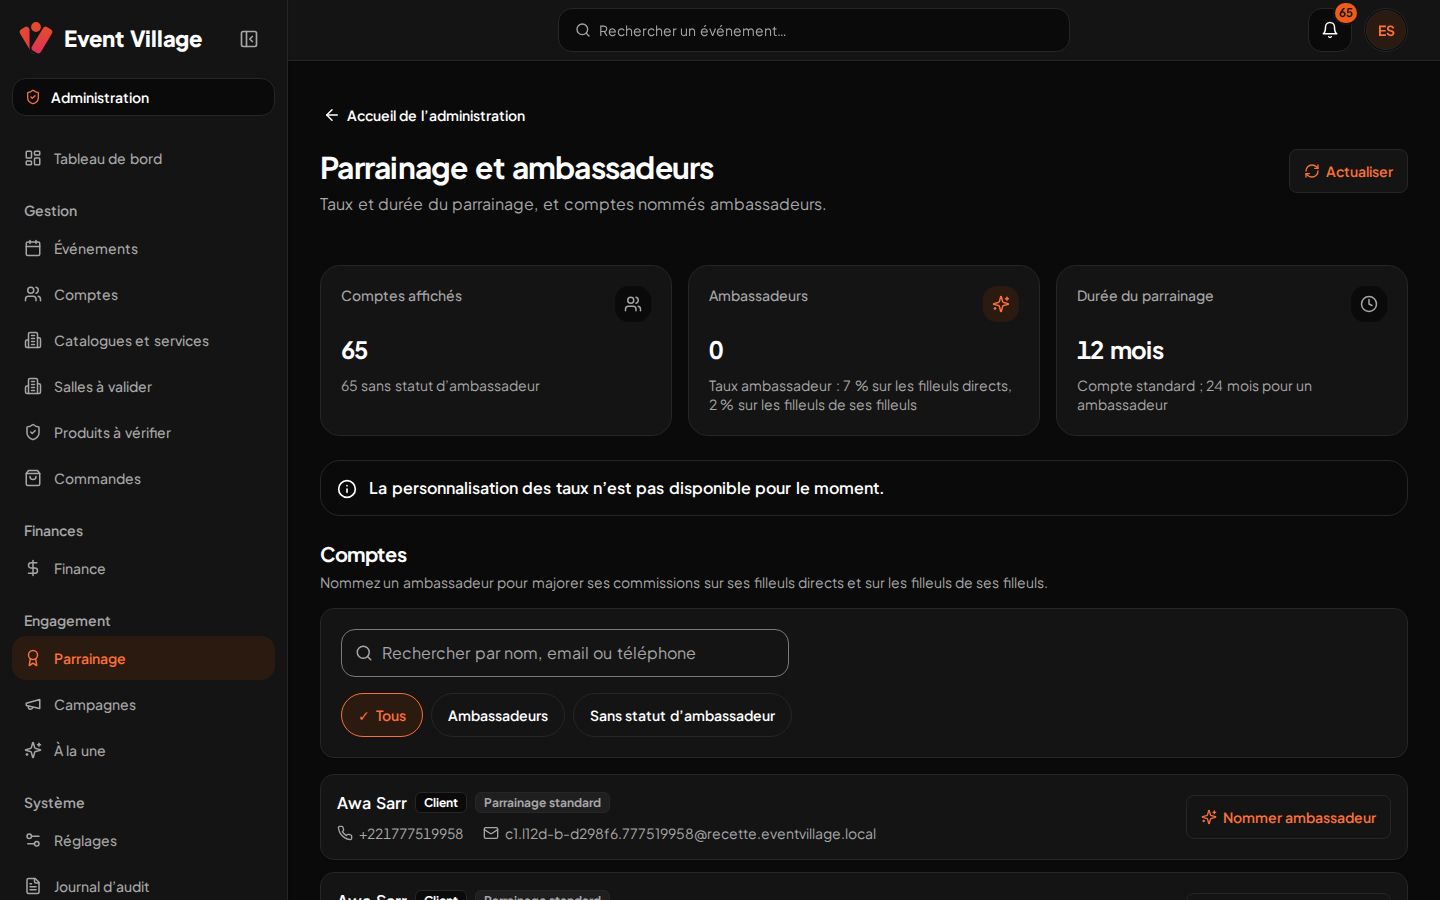 Event Village
Administration
Tableau de bord
Gestion
Événements
Comptes
Catalogues et services
Salles à valider
Produits à vérifier
Commandes
Finances
Finance
Engagement
Parrainage
Campagnes
À la une
Système
Réglages
Journal d’audit
Rechercher un événement…
65
ES
Accueil de l’administration
Parrainage et ambassadeurs
Taux et durée du parrainage, et comptes nommés ambassadeurs.
Actualiser
Comptes affichés
65
65 sans statut d’ambassadeur
Ambassadeurs
0
Taux ambassadeur : 7 % sur les filleuls directs,
2 % sur les filleuls de ses filleuls
Durée du parrainage
12 mois
Compte standard ; 24 mois pour un
ambassadeur
La personnalisation des taux n’est pas disponible pour le moment.
Comptes
Nommez un ambassadeur pour majorer ses commissions sur ses filleuls directs et sur les filleuls de ses filleuls.
Rechercher par nom, email ou téléphone
✓ Tous
Ambassadeurs
Sans statut d’ambassadeur
Awa Sarr Client Parrainage standard
+221777519958 c1.l12d-b-d298f6.777519958@recette.eventvillage.local
Nommer ambassadeur
Awa Sarr Client Parrainage standard